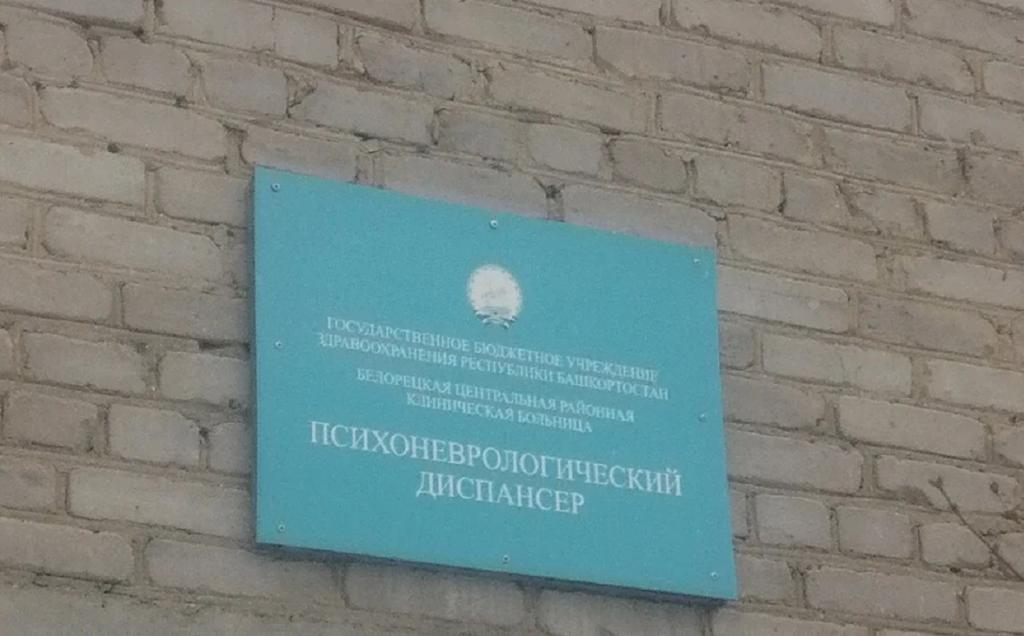 ГОСУДАРСТВЕННОЕ БЮДЖЕТНОЕ УЧРЕЖДЕНИЕ
ЗДРАВООХРАНЕНИЯ РЕСПУБЛИКИ БАШКОРТОСТАН
БЕЛОРЕЦКАЯ ЦЕНТРАЛЬНАЯ РАЙОННАЯ
КЛИНИЧЕСКАЯ БОЛЬНИЦА
ПСИХОНЕВРОЛОГИЧЕСКИЙ
ДИСПАНСЕР